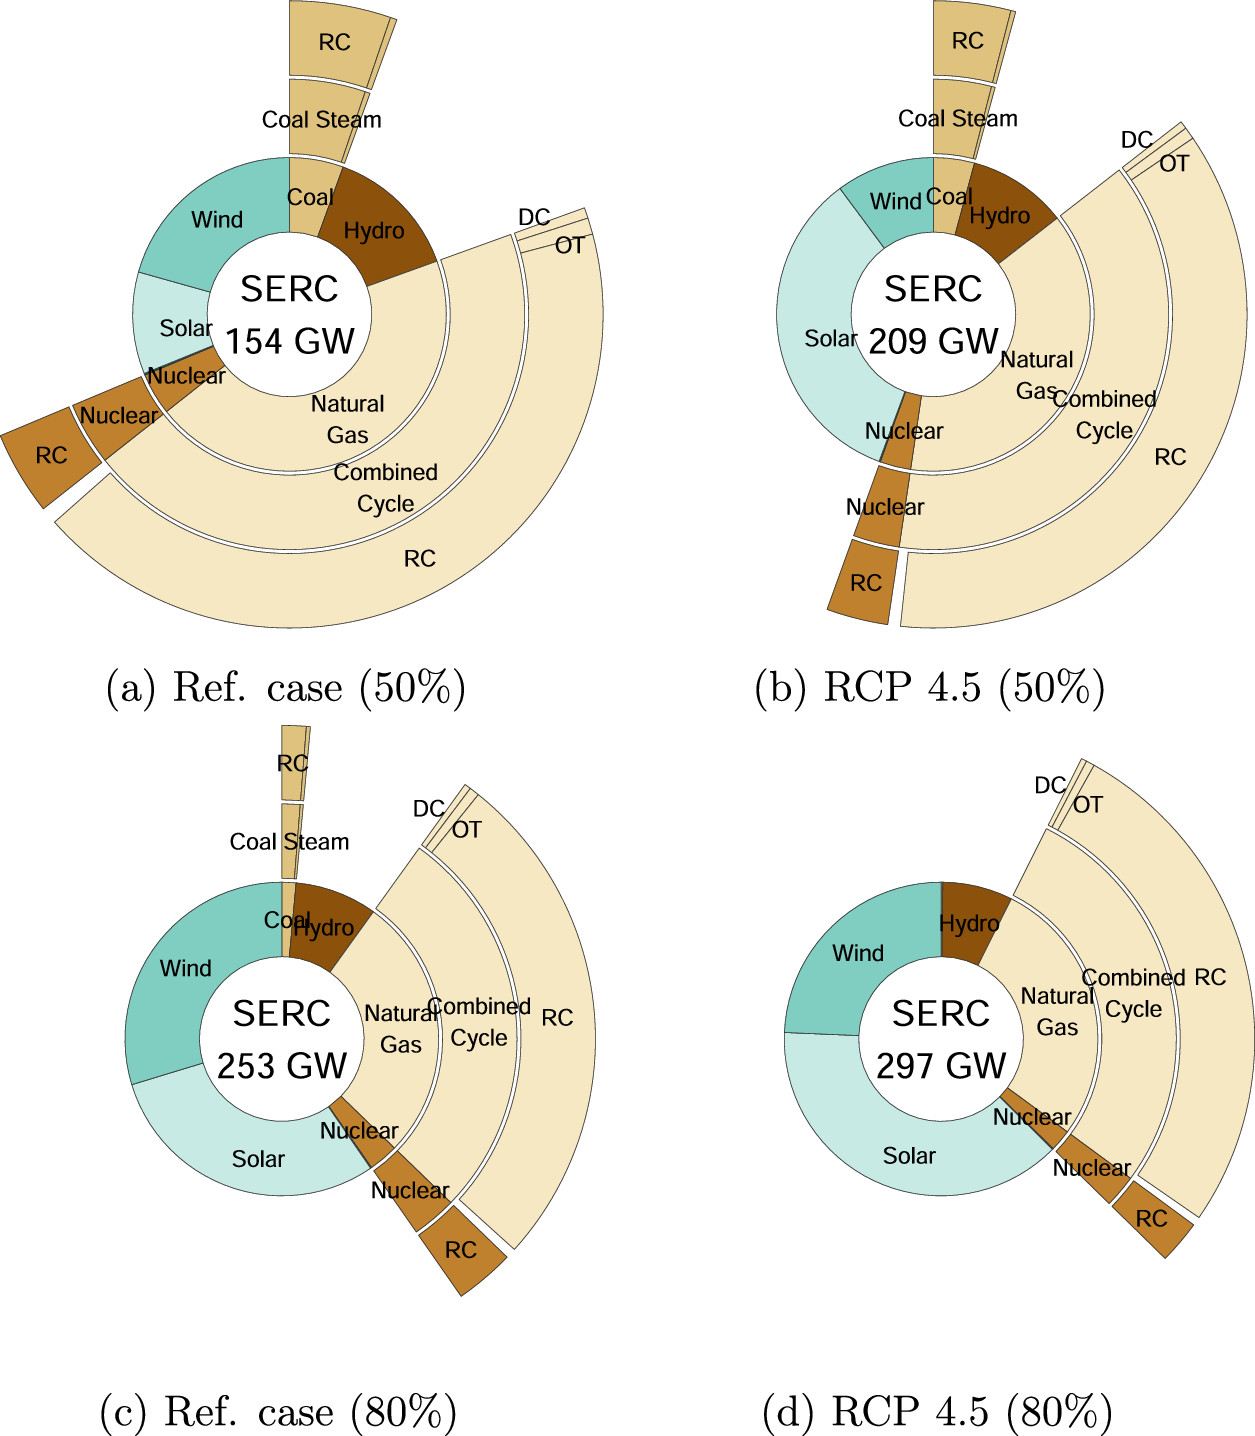 RC
Coal Steam
Coal
Wind
Hydro
DC
OT
SERC
154 GW
Solar
Nuclear
Nuclear
RC
Natural
Gas
Combined
Cycle
RC
(a) Ref. case (50%)
RC
Coal Steam
DC
OT
Wind
Coal
Hydro
SERC
209 GW
Solar
Natural
Gas
Combined
Cycle
RC
Nuclear
Nuclear
RC
(b) RCP 4.5 (50%)
RC
Coal Steam
DC
OT
Coal
Hydro
Wind
SERC
253 GW
Natural
Gas
Combined
Cycle
RC
Nuclear
Solar
Nuclear
RC
(c) Ref. case (80%)
DC
OT
Hydro
Wind
SERC
297 GW
Natural
Gas
Combined
Cycle
RC
Nuclear
Solar
Nuclear
RC
(d) RCP 4.5 (80%)